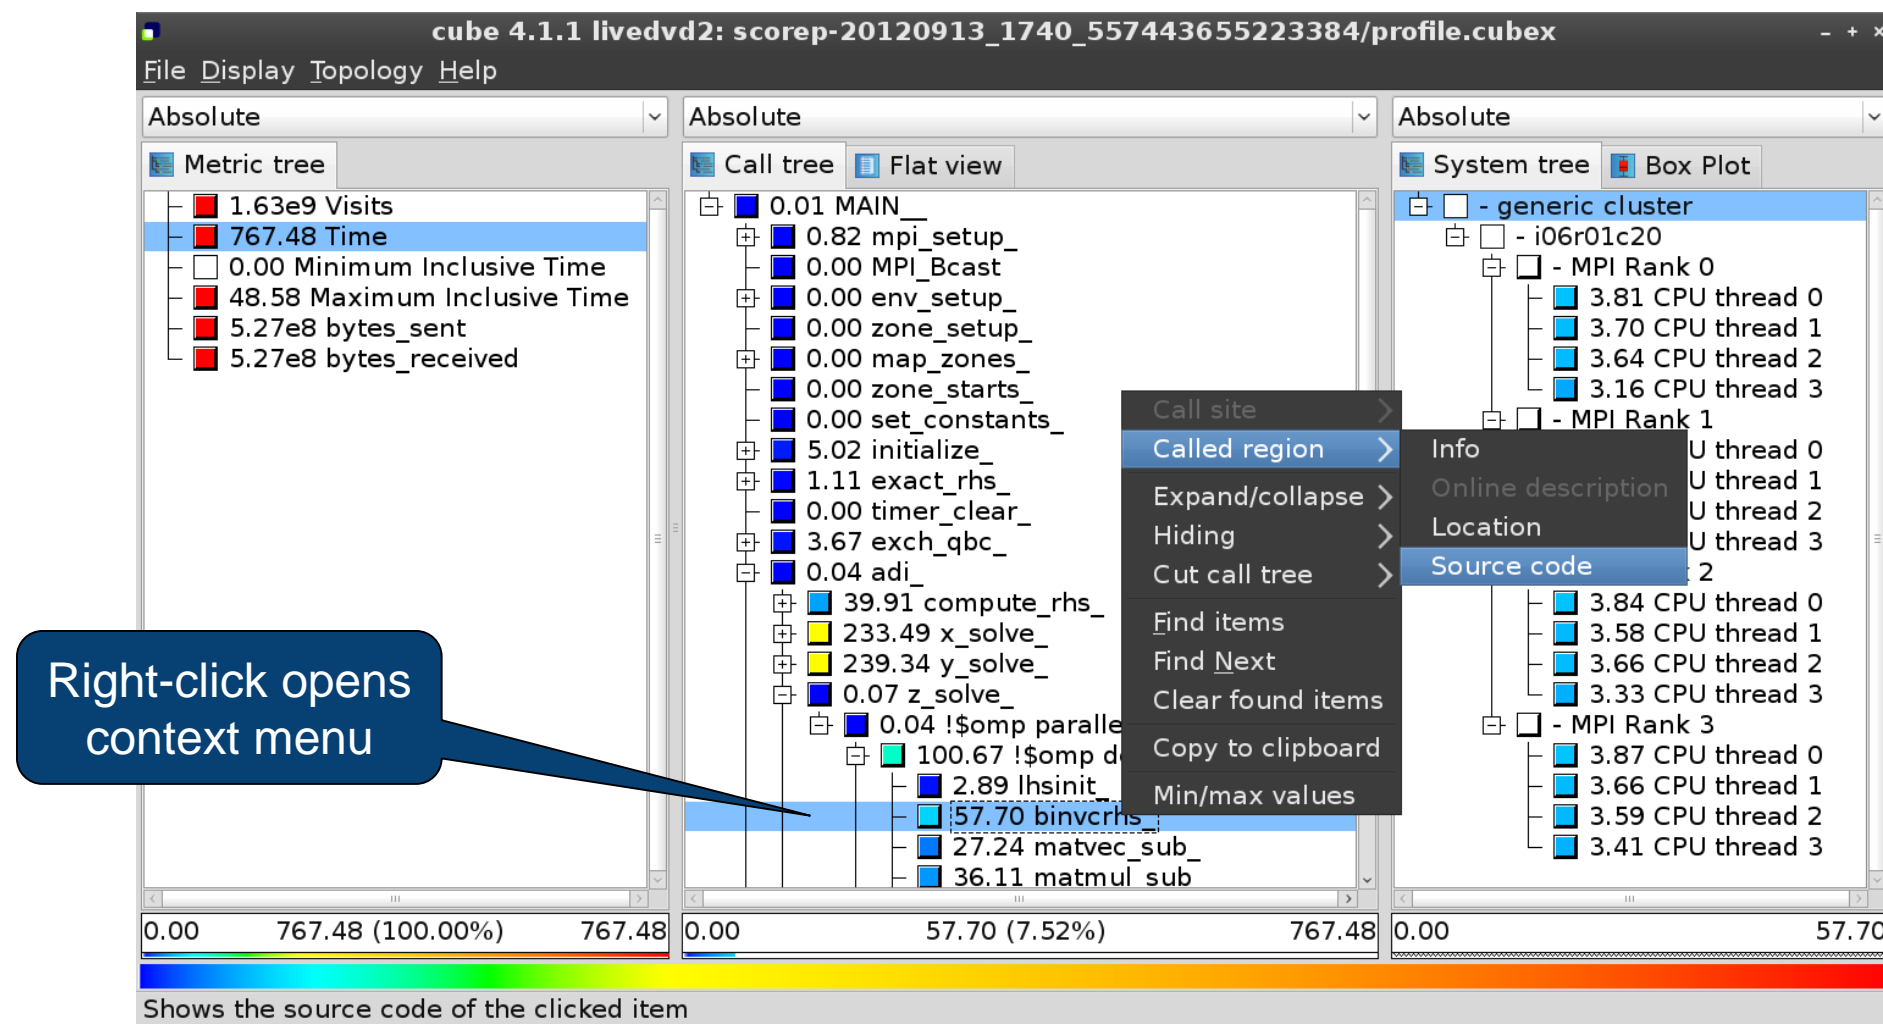 cube 4.1.1 livedvd2: scorep-20120913_1740_557443655223384/profile.cubex
File Display Topology Help
Absolute
Metric tree
1.63e9 Visits
767.48 Time
0.00 Minimum Inclusive Time
48.58 Maximum Inclusive Time
5.27e8 bytes_sent
5.27e8 bytes_received
0.00 767.48 (100.00%) 767.48
Absolute
Call tree Flat view
0.01 MAIN__
0.82 mpi_setup_
0.00 MPI_Bcast
0.00 env_setup_
0.00 zone_setup_
0.00 map_zones_
0.00 zone_starts_
0.00 set_constants_
5.02 initialize_
1.11 exact_rhs_
0.00 timer_clear_
3.67 exch_qbc_
0.04 adi_
39.91 compute_rhs_
233.49 x_solve_
239.34 y_solve_
0.07 z_solve_
0.04 !$omp paralle
100.67 !$omp d
2.89 lhsinit_
57.70 binvcrhs_
27.24 matvec_sub_
36.11 matmul_sub
0.00 57.70 (7.52%) 767.48
Call site
Called region
Expand/collapse
Hiding
Cut call tree
Find items
Find Next
Clear found items
Copy to clipboard
Min/max values
Info
Online description
Location
Source code
Absolute
System tree Box Plot
- generic cluster
- i06r01c20
- MPI Rank 0
3.81 CPU thread 0
3.70 CPU thread 1
3.64 CPU thread 2
3.16 CPU thread 3
- MPI Rank 1
U thread 0
U thread 1
U thread 2
U thread 3
2
3.84 CPU thread 0
3.58 CPU thread 1
3.66 CPU thread 2
3.33 CPU thread 3
- MPI Rank 3
3.87 CPU thread 0
3.66 CPU thread 1
3.59 CPU thread 2
3.41 CPU thread 3
0.00 57.70
Right-click opens
context menu
Shows the source code of the clicked item